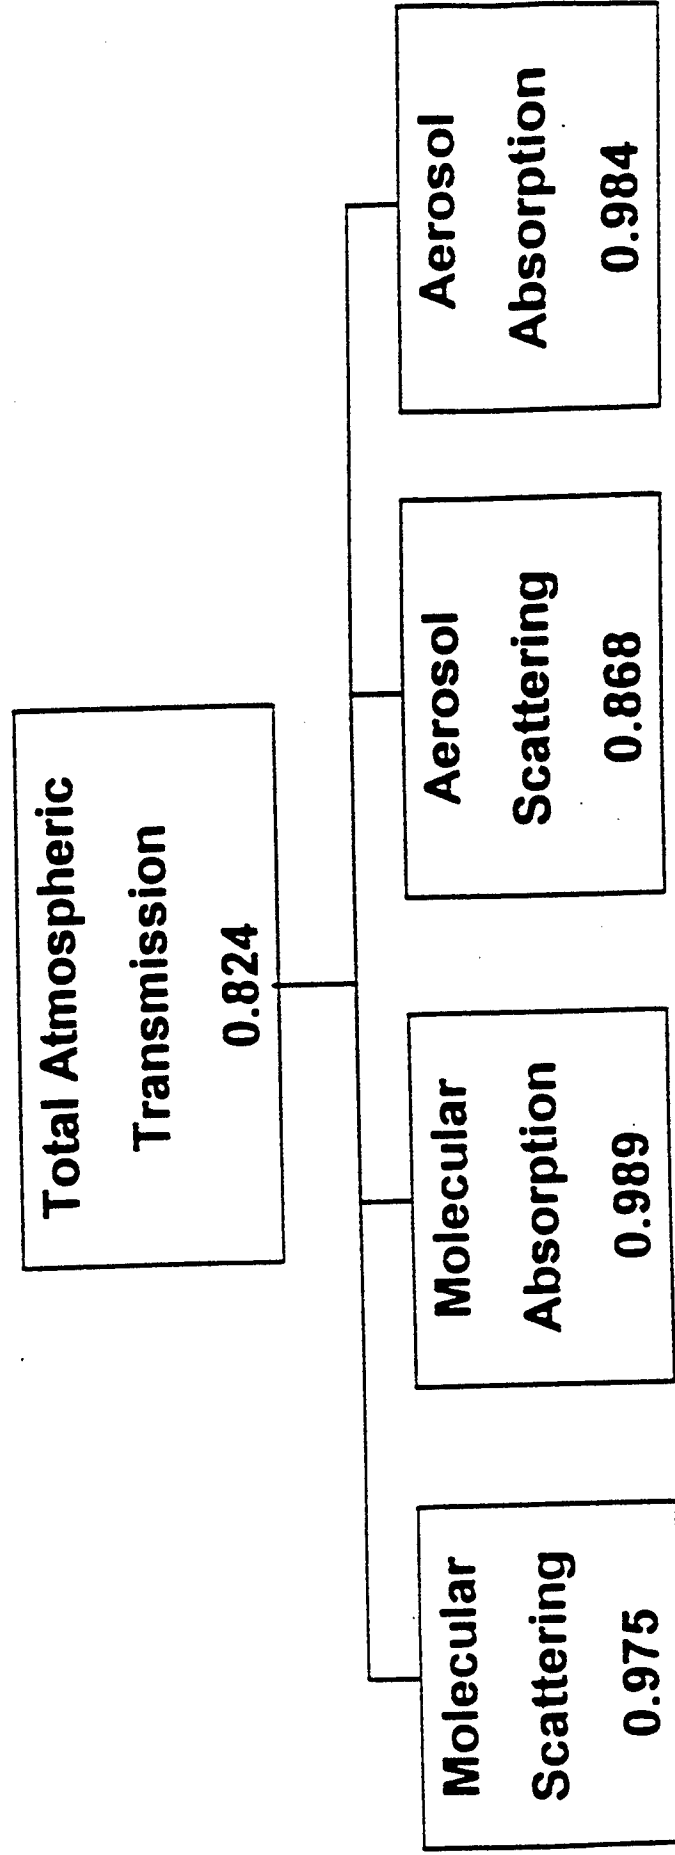 Total Atmospheric
Transmission
0.824
Molecular
Scattering
0.975
Molecular
Absorption
0.989
Aerosol
Scattering
0.868
Aerosol
Absorption
0.984